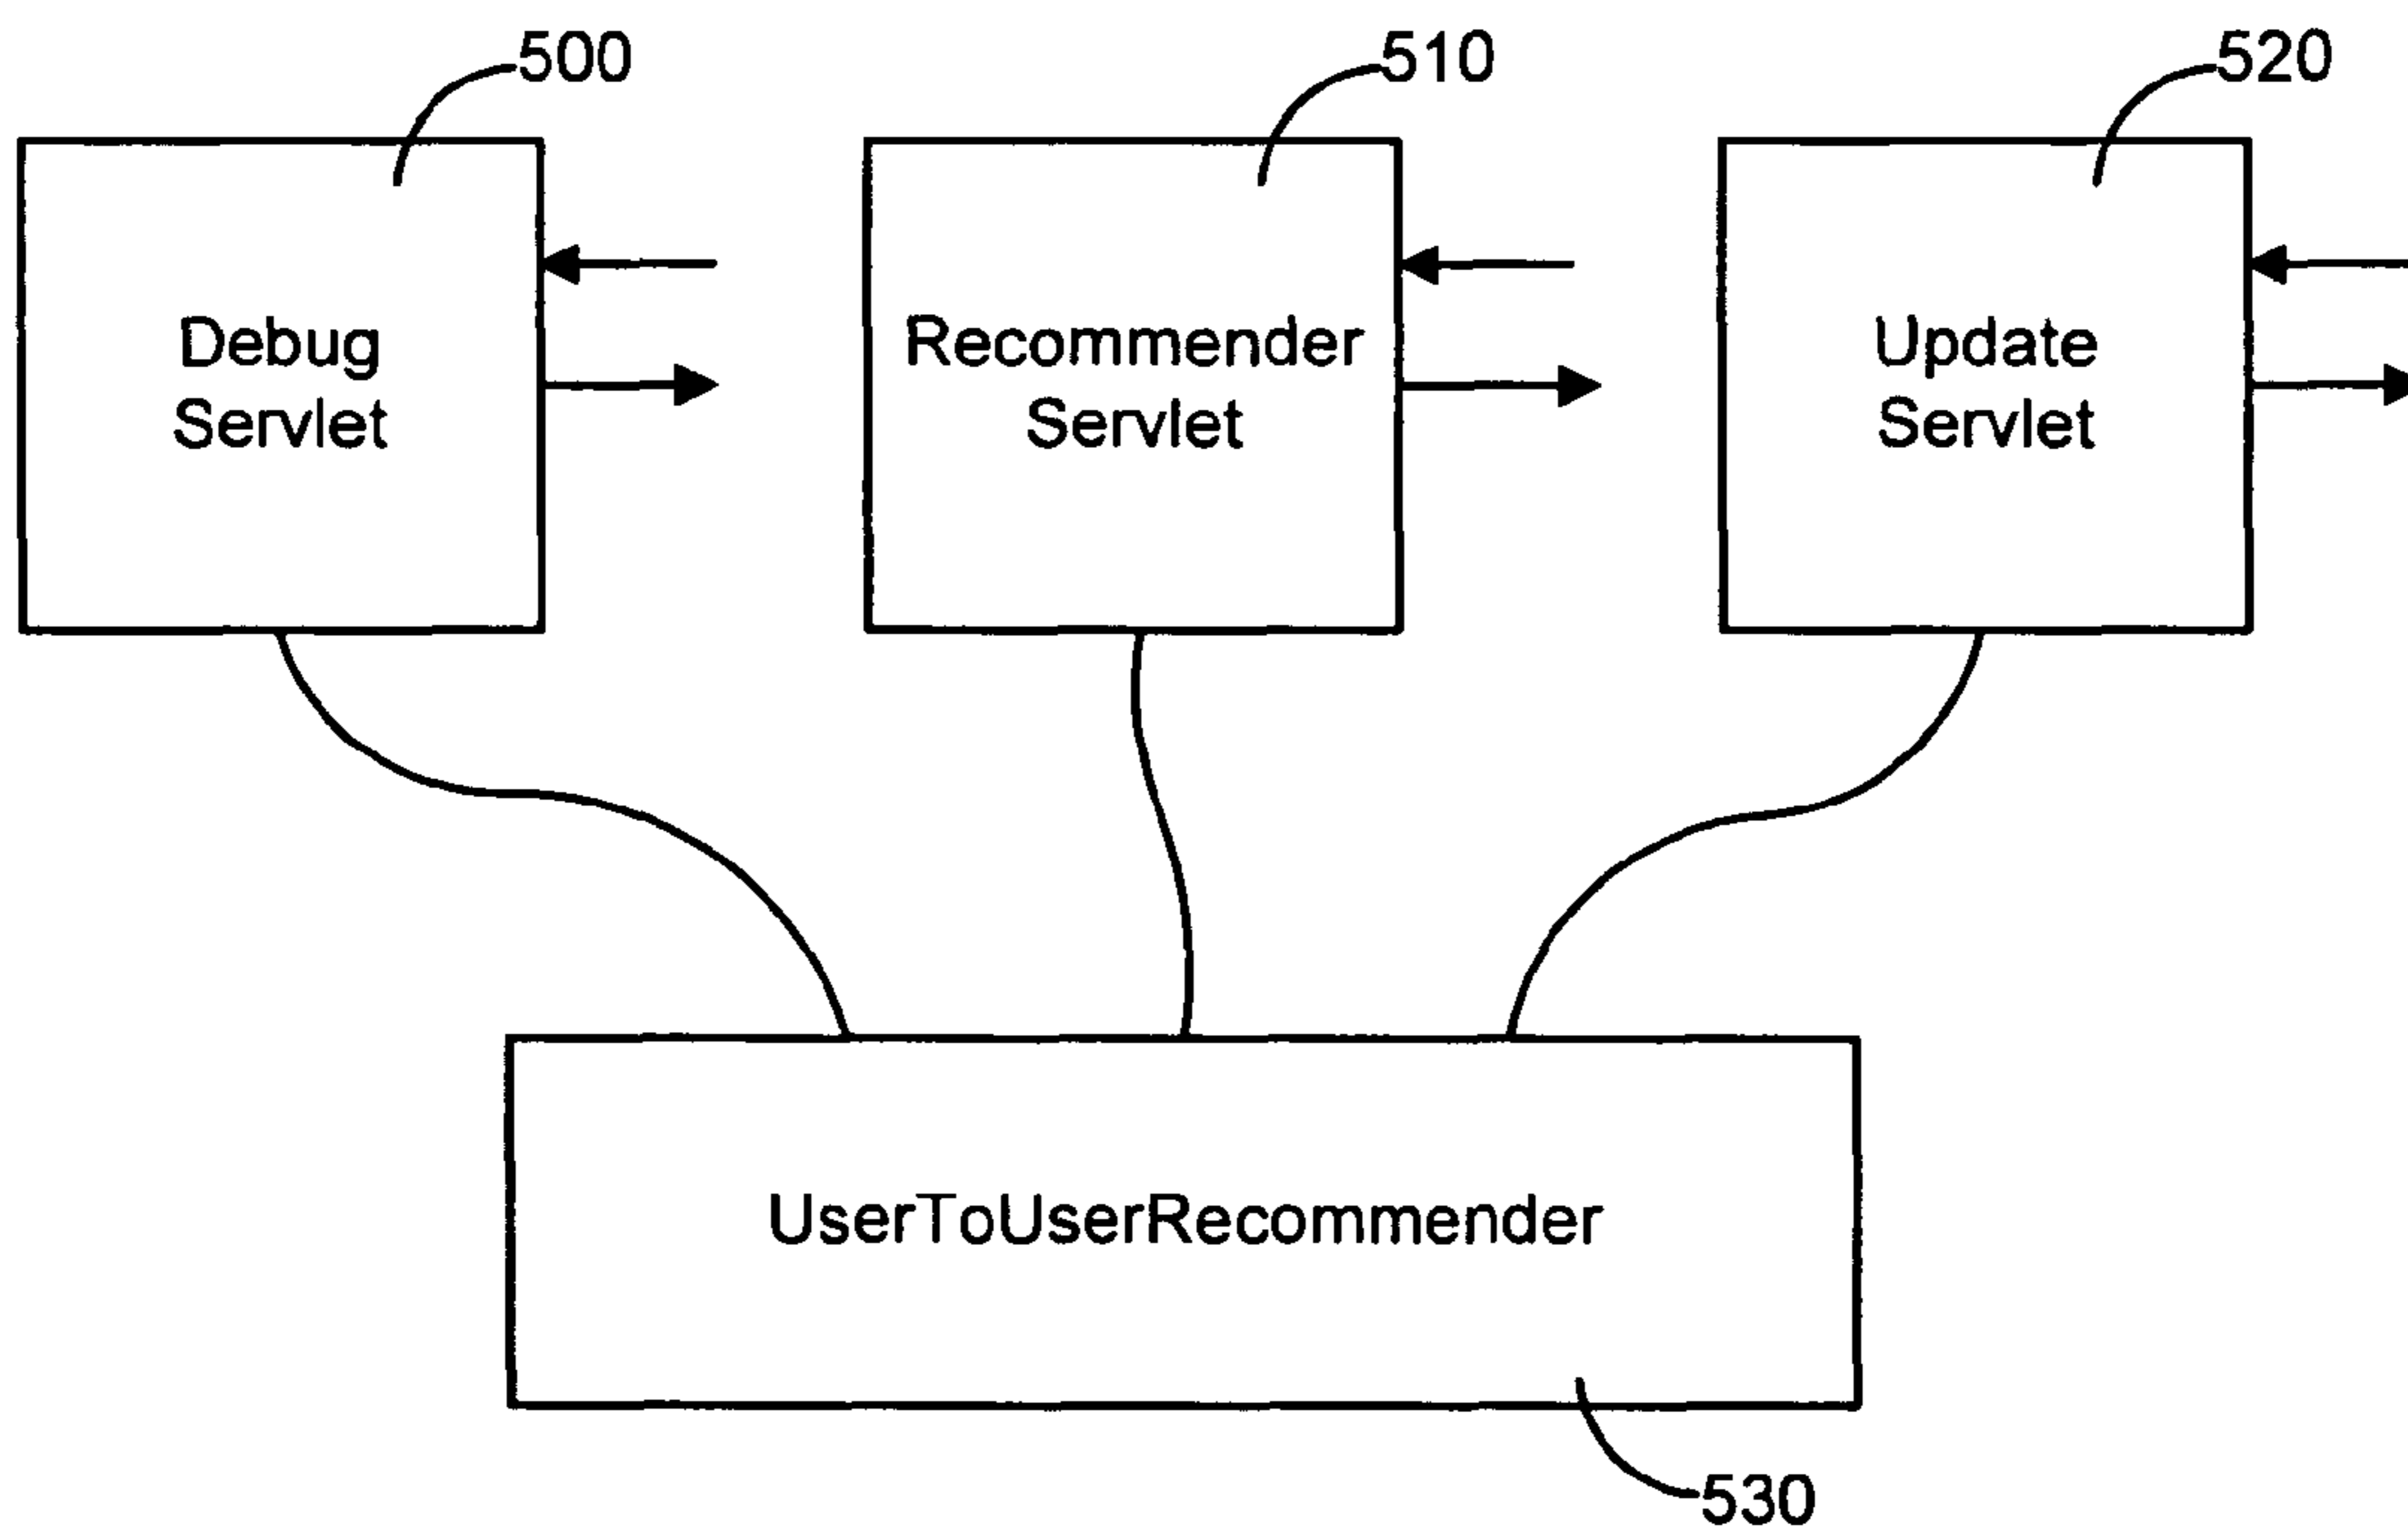 500
510
520
Debug
Servlet
Recommender
Servlet
Update
Servlet
UserToUserRecommender
530